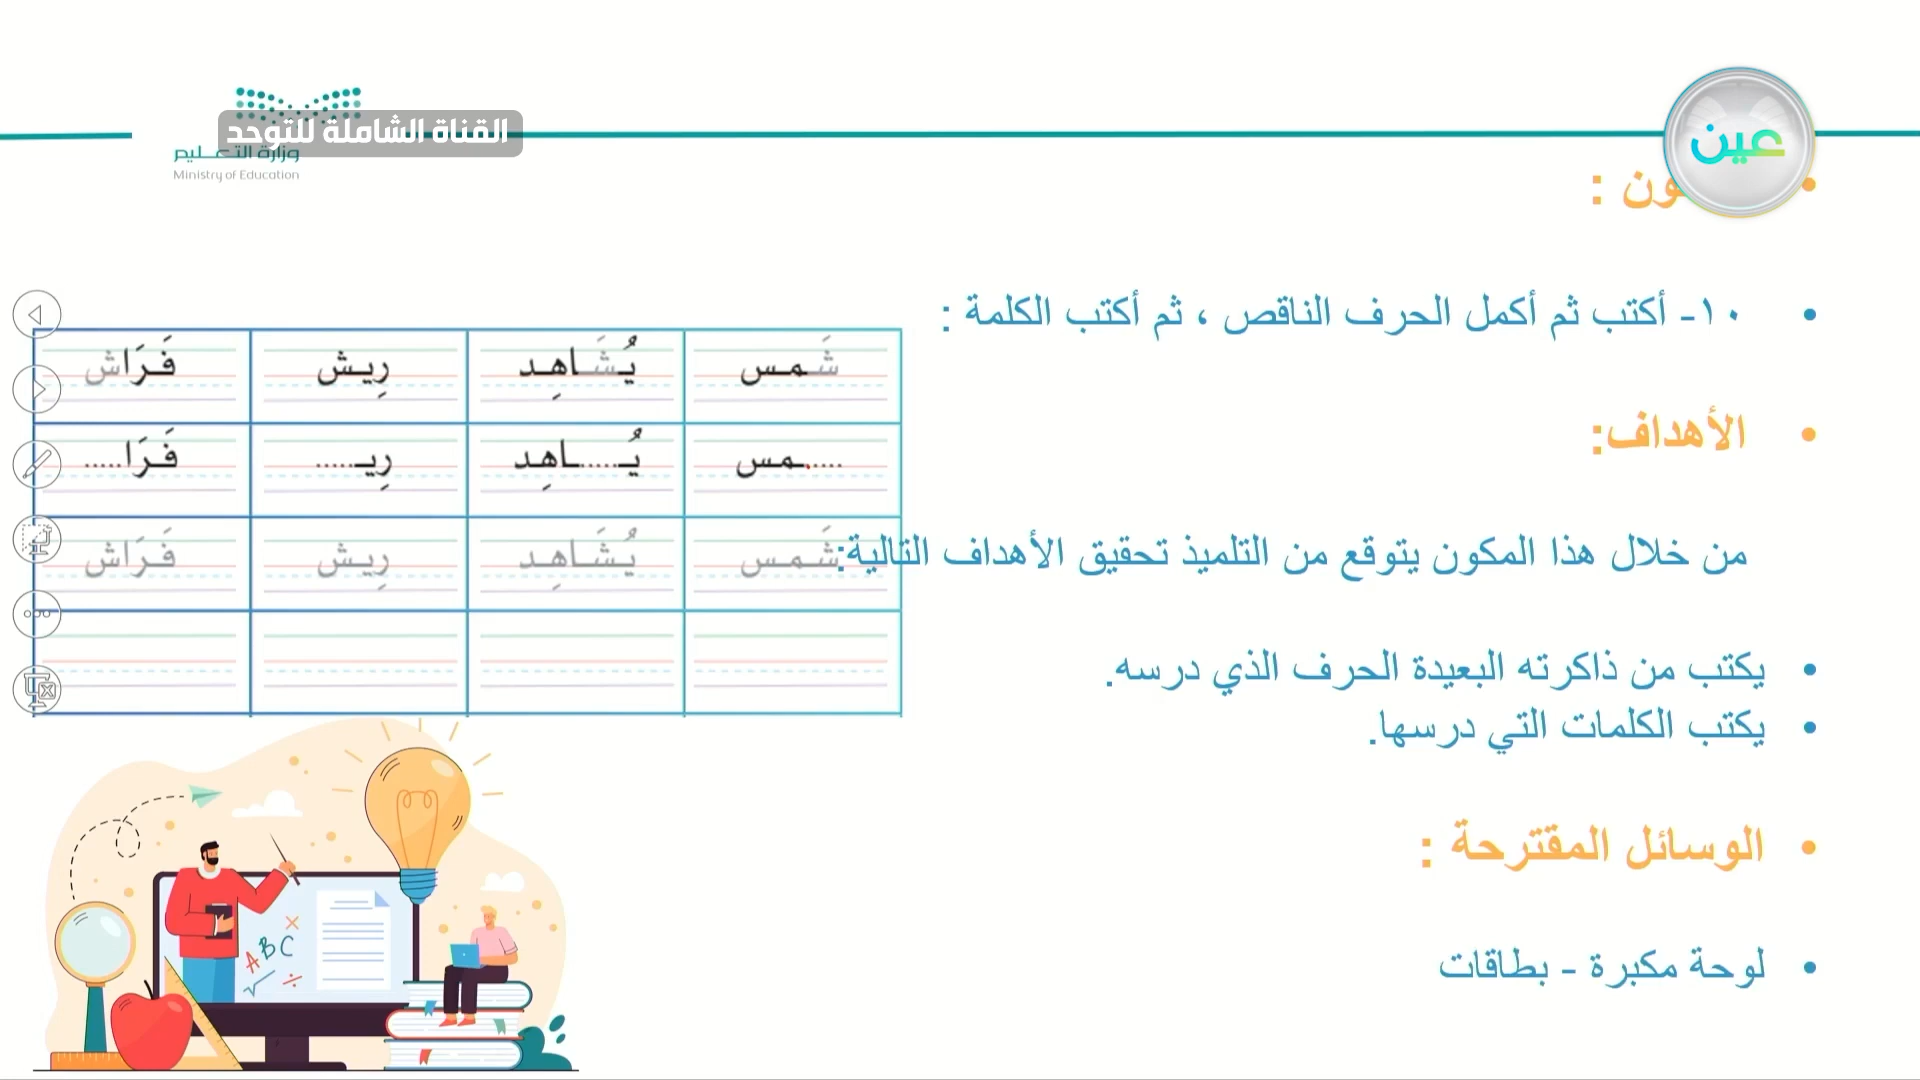 القناة الشاملة للتوحد
وزارة التعليم
Ministry of Education
عين
١٠- أكتب ثم أكمل الحرف الناقص ، ثم أكتب الكلمة :
شَمس يُشَاهِد رِيش فَرَاش
.....مس يُـ.....اهِد رِيـ..... فَرَا.....
شَمس يُشَاهِد رِيش فَرَاش
الأهداف:
من خلال هذا المكون يتوقع من التلميذ تحقيق الأهداف التالية:
يكتب من ذاكرته البعيدة الحرف الذي درسه.
يكتب الكلمات التي درسها.
الوسائل المقترحة :
لوحة مكبرة - بطاقات
A B C